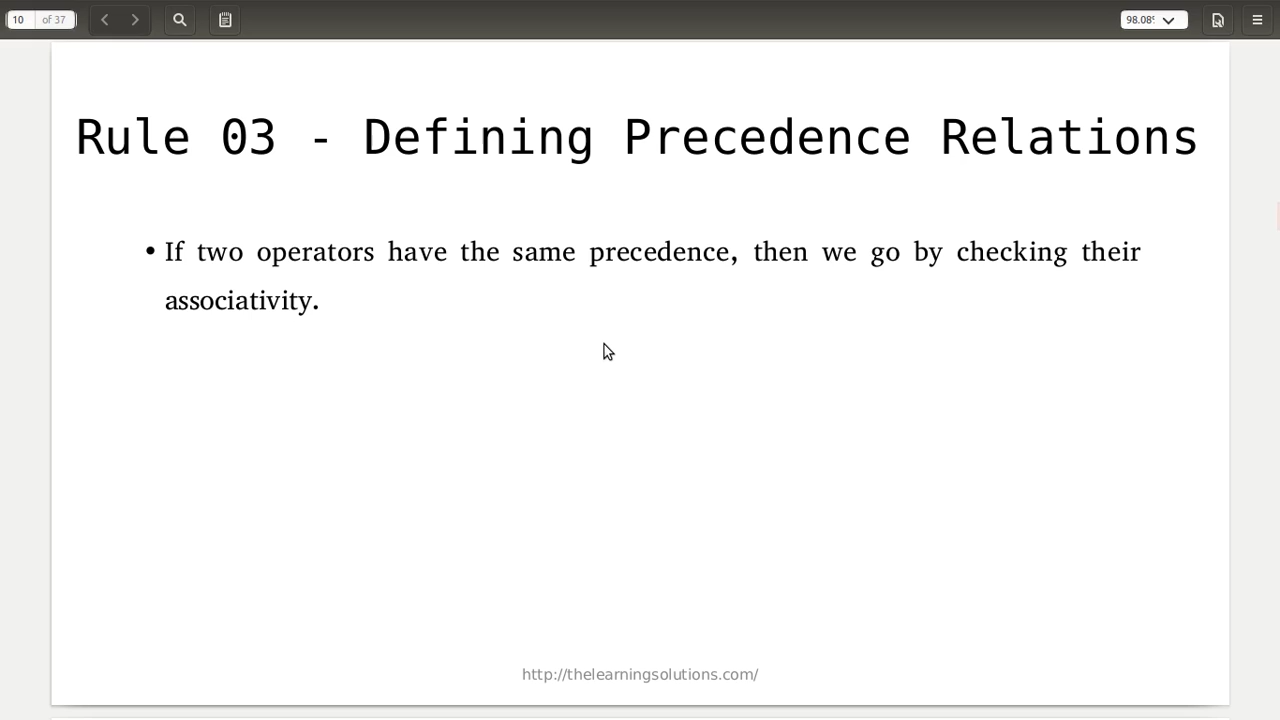 10 of 37
98.08%
Rule 03 - Defining Precedence Relations
• If two operators have the same precedence, then we go by checking their
associativity.
http://thelearningsolutions.com/